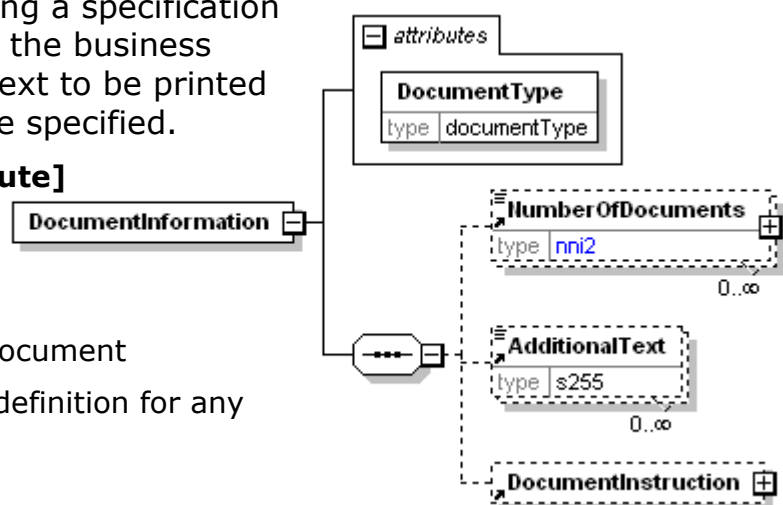 ng a specification
the business
ext to be printed
e specified.
ute]
ocument
definition for any
attributes
DocumentType
type documentType
DocumentInformation
NumberOfDocuments
type nni2
0..∞
AdditionalText
type s255
0..∞
DocumentInstruction